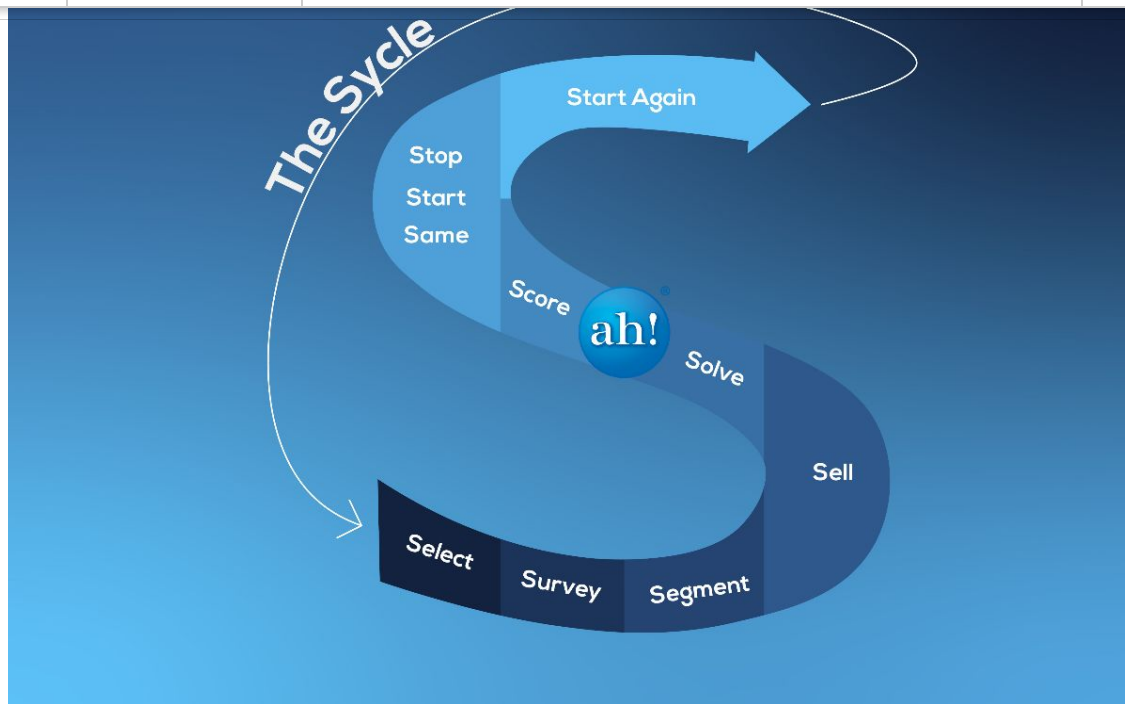 The Sycle
Start Again
Stop
Start
Same
Score
ah!
®
Solve
Sell
Select
Survey
Segment